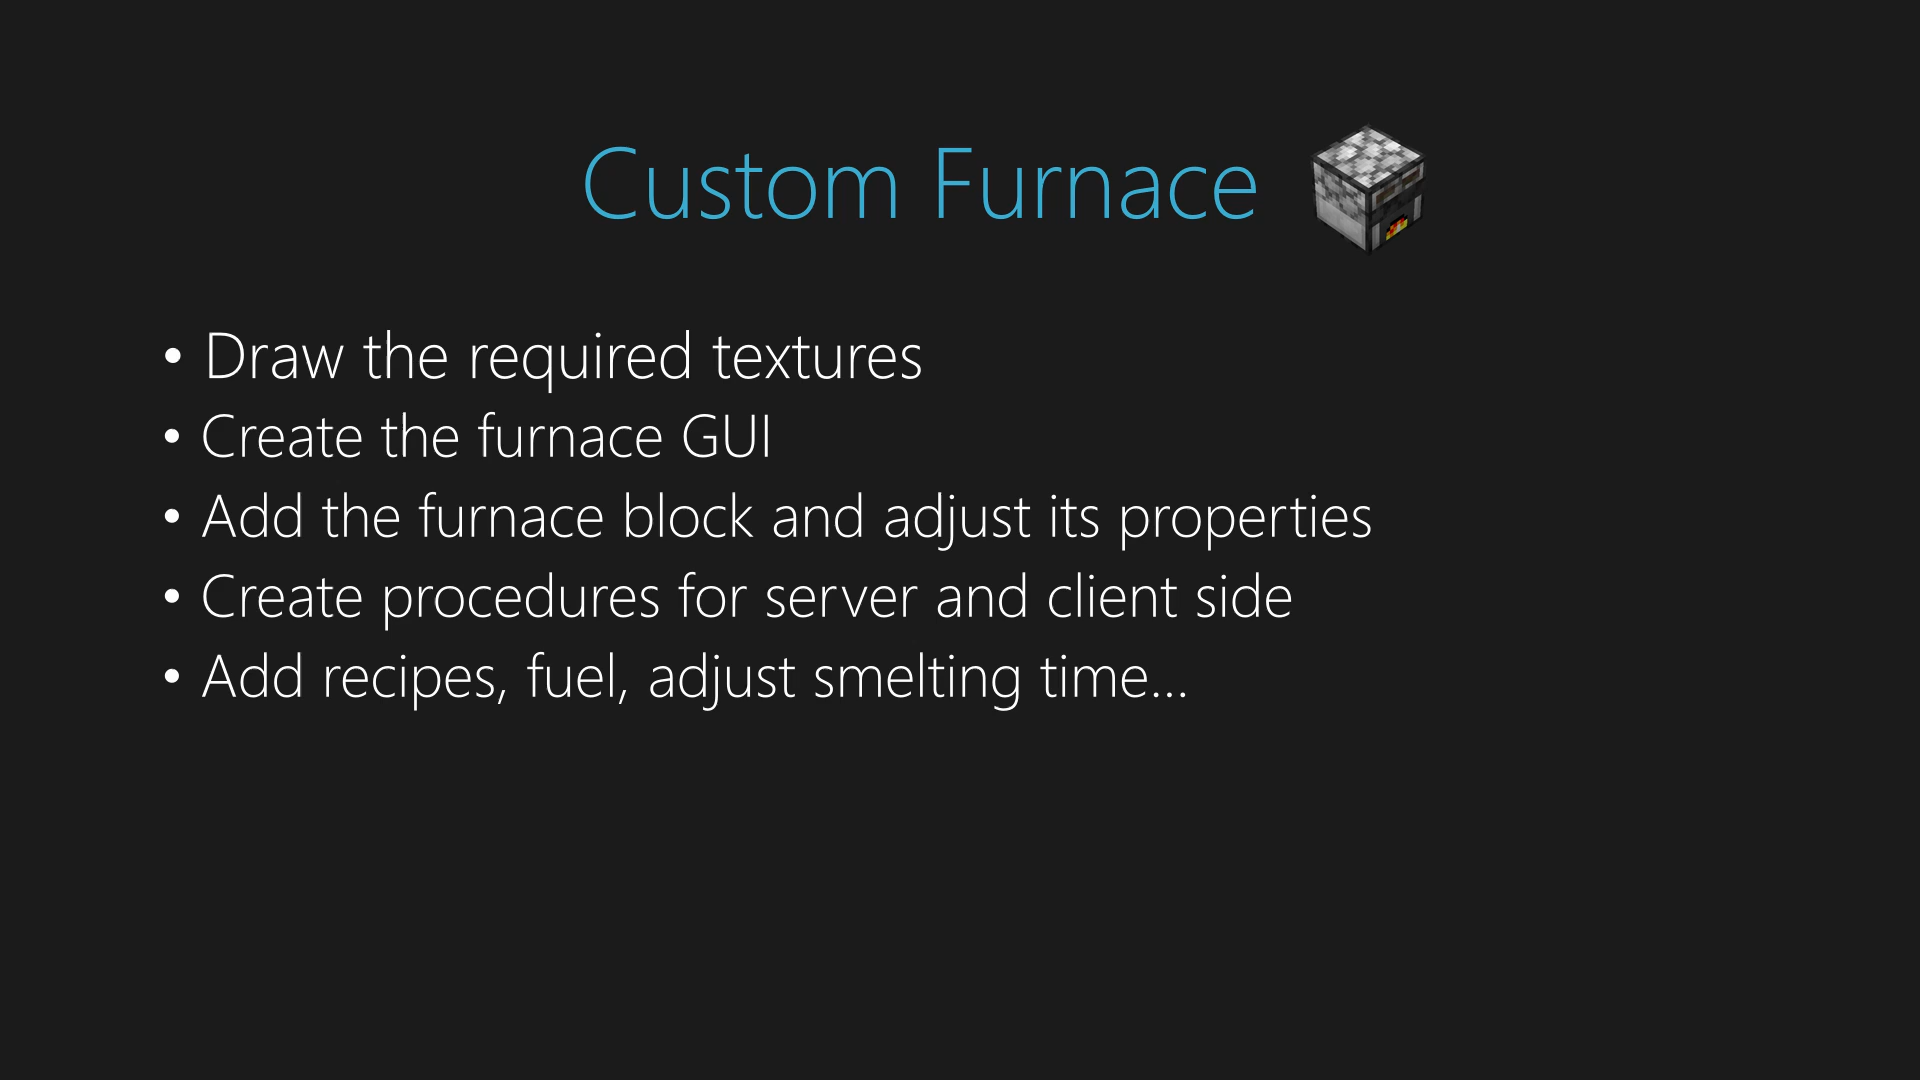 Custom Furnace
• Draw the required textures
• Create the furnace GUI
• Add the furnace block and adjust its properties
• Create procedures for server and client side
• Add recipes, fuel, adjust smelting time...